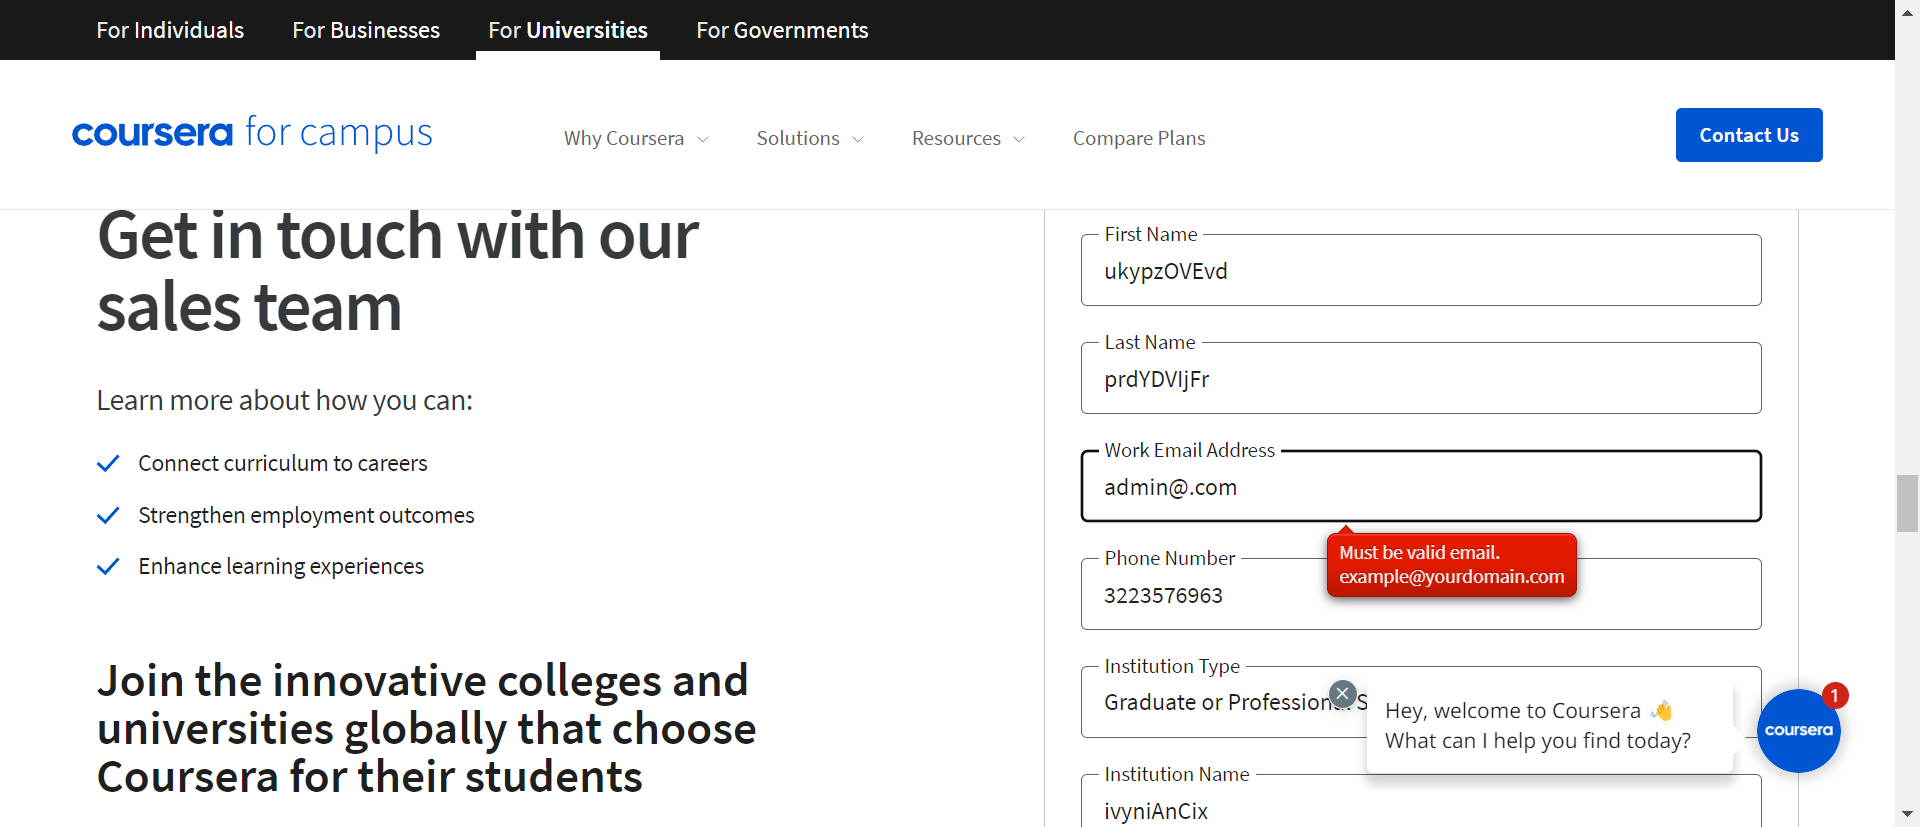 For Individuals
For Businesses
For Universities
For Governments
coursera for campus
Why Coursera
Solutions
Resources
Compare Plans
Contact Us
Get in touch with our
sales team
Learn more about how you can:
Connect curriculum to careers
Strengthen employment outcomes
Enhance learning experiences
Join the innovative colleges and
universities globally that choose
Coursera for their students
First Name
ukypzOVEvd
Last Name
prdYDVIjFr
Work Email Address
admin@.com
Must be valid email.
example@yourdomain.com
Phone Number
3223576963
Institution Type
Graduate or Professional S
Hey, welcome to Coursera 👋
What can I help you find today?
coursera
1
Institution Name
ivyniAnCix